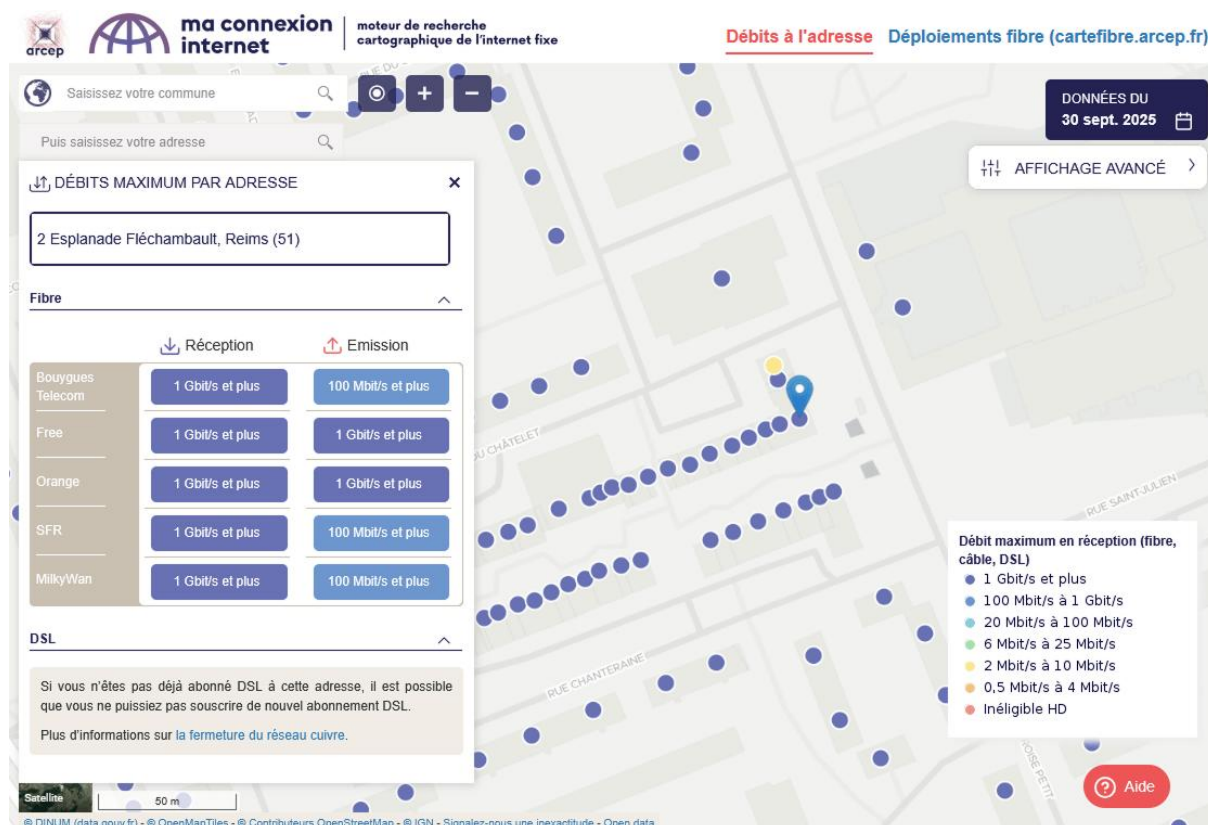 arcep
ma connexion
internet
moteur de recherche
cartographique de l'internet fixe
Débits à l'adresse
Déploiements fibre (cartefibre.arcep.fr)
Saisissez votre commune
+
−
DONNÉES DU
30 sept. 2025
Puis saisissez votre adresse
AFFICHAGE AVANCÉ
DÉBITS MAXIMUM PAR ADRESSE
2 Esplanade Fléchambault, Reims (51)
Fibre
Réception
Emission
Bouygues
Telecom
1 Gbit/s et plus
100 Mbit/s et plus
Free
1 Gbit/s et plus
1 Gbit/s et plus
Orange
1 Gbit/s et plus
1 Gbit/s et plus
SFR
1 Gbit/s et plus
100 Mbit/s et plus
MilkyWan
1 Gbit/s et plus
100 Mbit/s et plus
DSL
Si vous n'êtes pas déjà abonné DSL à cette adresse, il est possible
que vous ne puissiez pas souscrire de nouvel abonnement DSL.
Plus d'informations sur la fermeture du réseau cuivre.
DU CHÂTELET
RUE SAINT-JULIEN
RUE CHANTERAINE
Débit maximum en réception (fibre,
câble, DSL)
1 Gbit/s et plus
100 Mbit/s à 1 Gbit/s
20 Mbit/s à 100 Mbit/s
6 Mbit/s à 25 Mbit/s
2 Mbit/s à 10 Mbit/s
0,5 Mbit/s à 4 Mbit/s
Inéligible HD
Aide
Satellite
50 m
© DINUM (data.gouv.fr) - © OpenMapTiles - © Contributeurs OpenStreetMap - © IGN - Signalez-nous une inexactitude - Open data